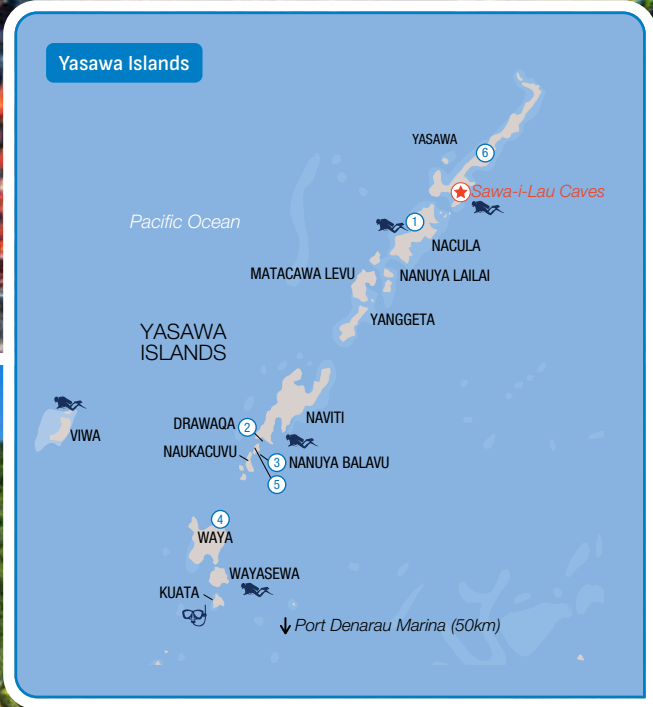 Yasawa Islands
YASAWA
6
Sawa-i-Lau Caves
Pacific Ocean
1
NACULA
MATACAWA LEVU
NANUYA LAILAI
YANGGETA
YASAWA
ISLANDS
VIWA
DRAWAQA
2
NAVITI
NAUKACUVU
3
NANUYA BALAVU
5
4
WAYA
WAYASEWA
KUATA
Port Denarau Marina (50km)